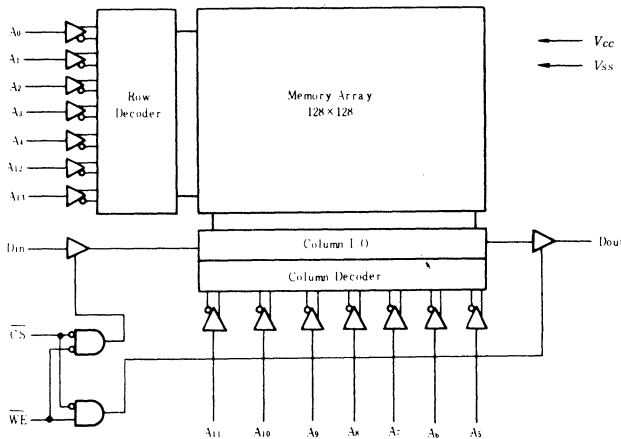 A0
A1
A2
A3
A4
A12
A13
Row
Decoder
Memory Array
128×128
Vcc
Vss
Din
Column I/O
Column Decoder
Dout
CS
WE
A11
A10
A9
A8
A7
A6
A5